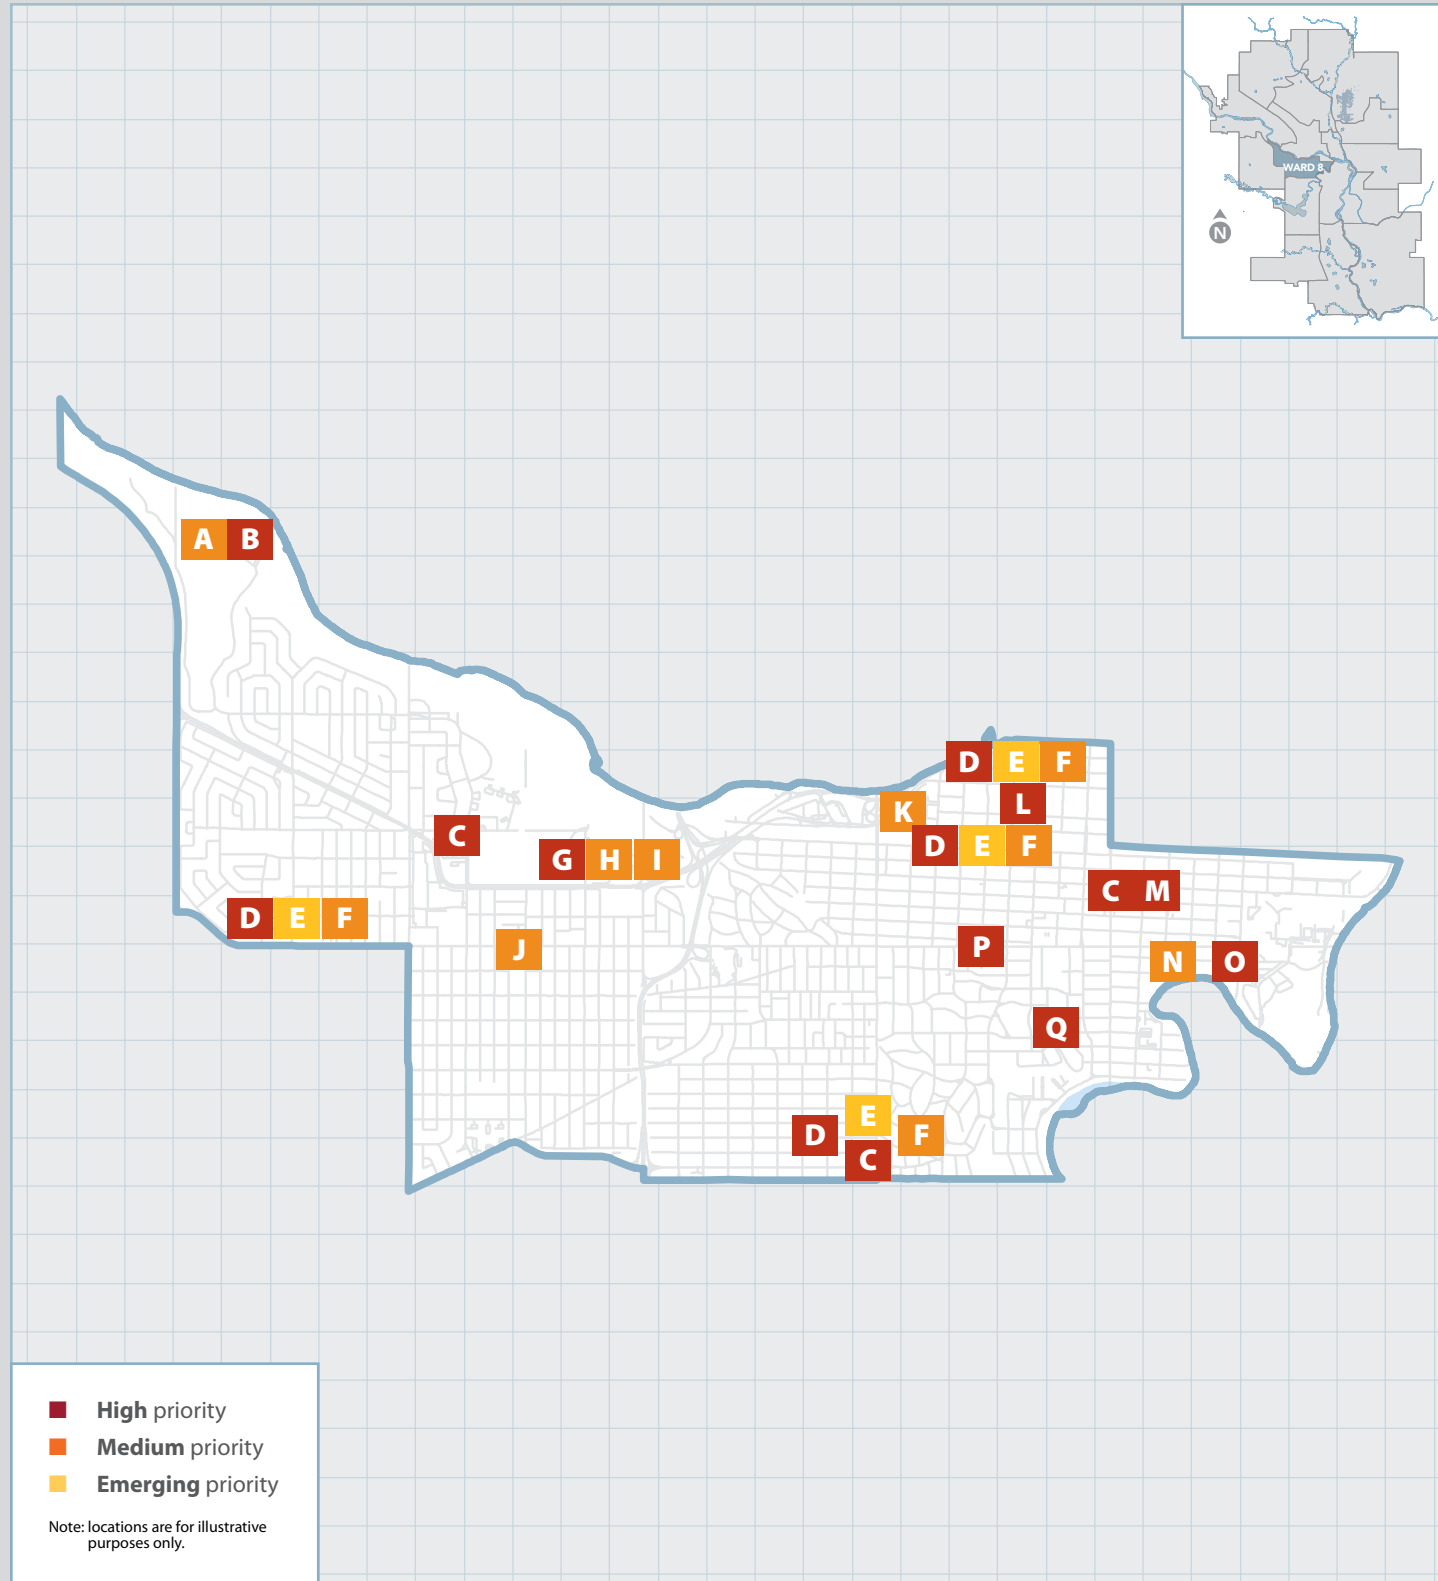 WARD 8
N
A B
D E F
K L
D E F
C
G H I
C M
D E F
J
P
N O
Q
E
D F
C
High priority
Medium priority
Emerging priority
Note: locations are for illustrative
purposes only.